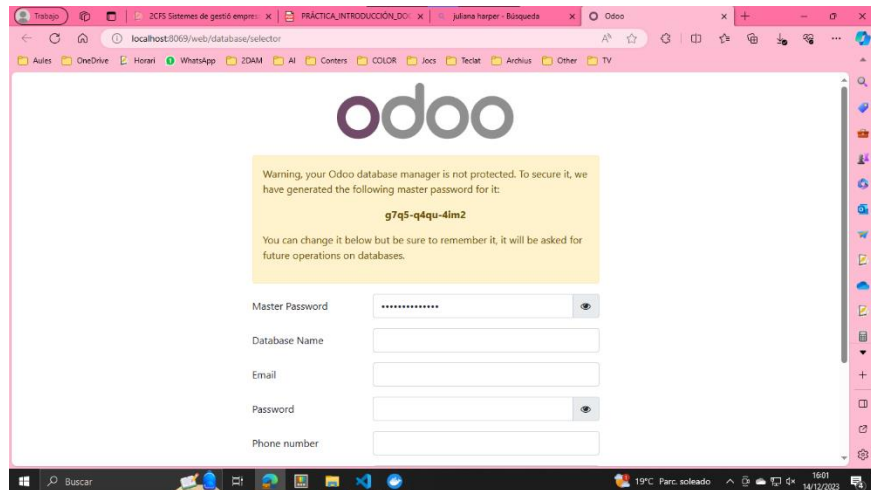 Trabajo
2CFS Sistemes de gestió empres
PRÁCTICA_INTRODUCCIÓN_DO
juliana harper - Búsqueda
Odoo
localhost:8069/web/database/selector
Aules
OneDrive
Horari
WhatsApp
2DAM
AI
Conters
COLOR
Jocs
Teclat
Archius
Other
TV
odoo
Warning, your Odoo database manager is not protected. To secure it, we
have generated the following master password for it:
g7q5-q4qu-4im2
You can change it below but be sure to remember it, it will be asked for
future operations on databases.
Master Password
••••••••••••••
Database Name
Email
Password
Phone number
Buscar
19°C Parc. soleado
16:01
14/12/2023